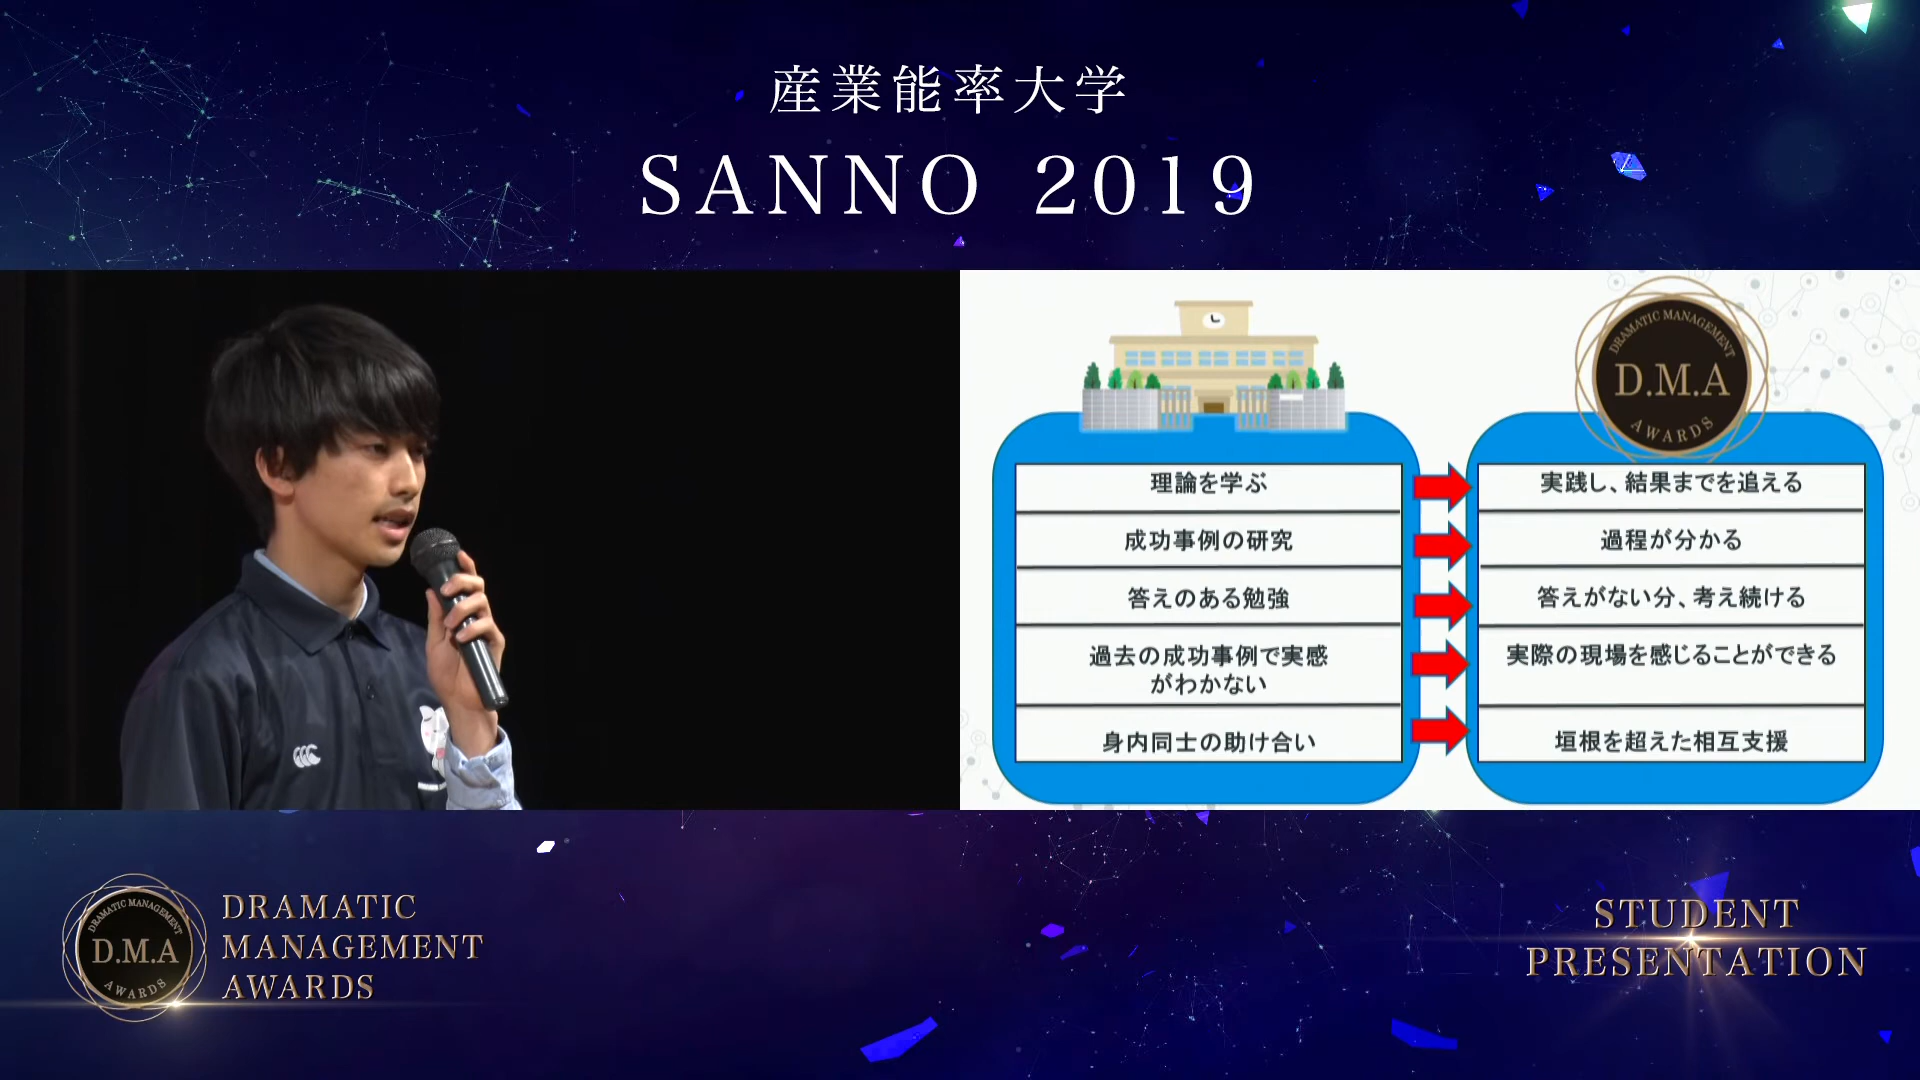 産業能率大学
SANNO 2019
DRAMATIC MANAGEMENT
D.M.A
AWARDS
理論を学ぶ
実践し、結果までを追える
成功事例の研究
過程が分かる
答えのある勉強
答えがない分、考え続ける
過去の成功事例で実感
がわかない
実際の現場を感じることができる
身内同士の助け合い
垣根を超えた相互支援
DRAMATIC MANAGEMENT
D.M.A
AWARDS
DRAMATIC
MANAGEMENT
AWARDS
STUDENT
PRESENTATION